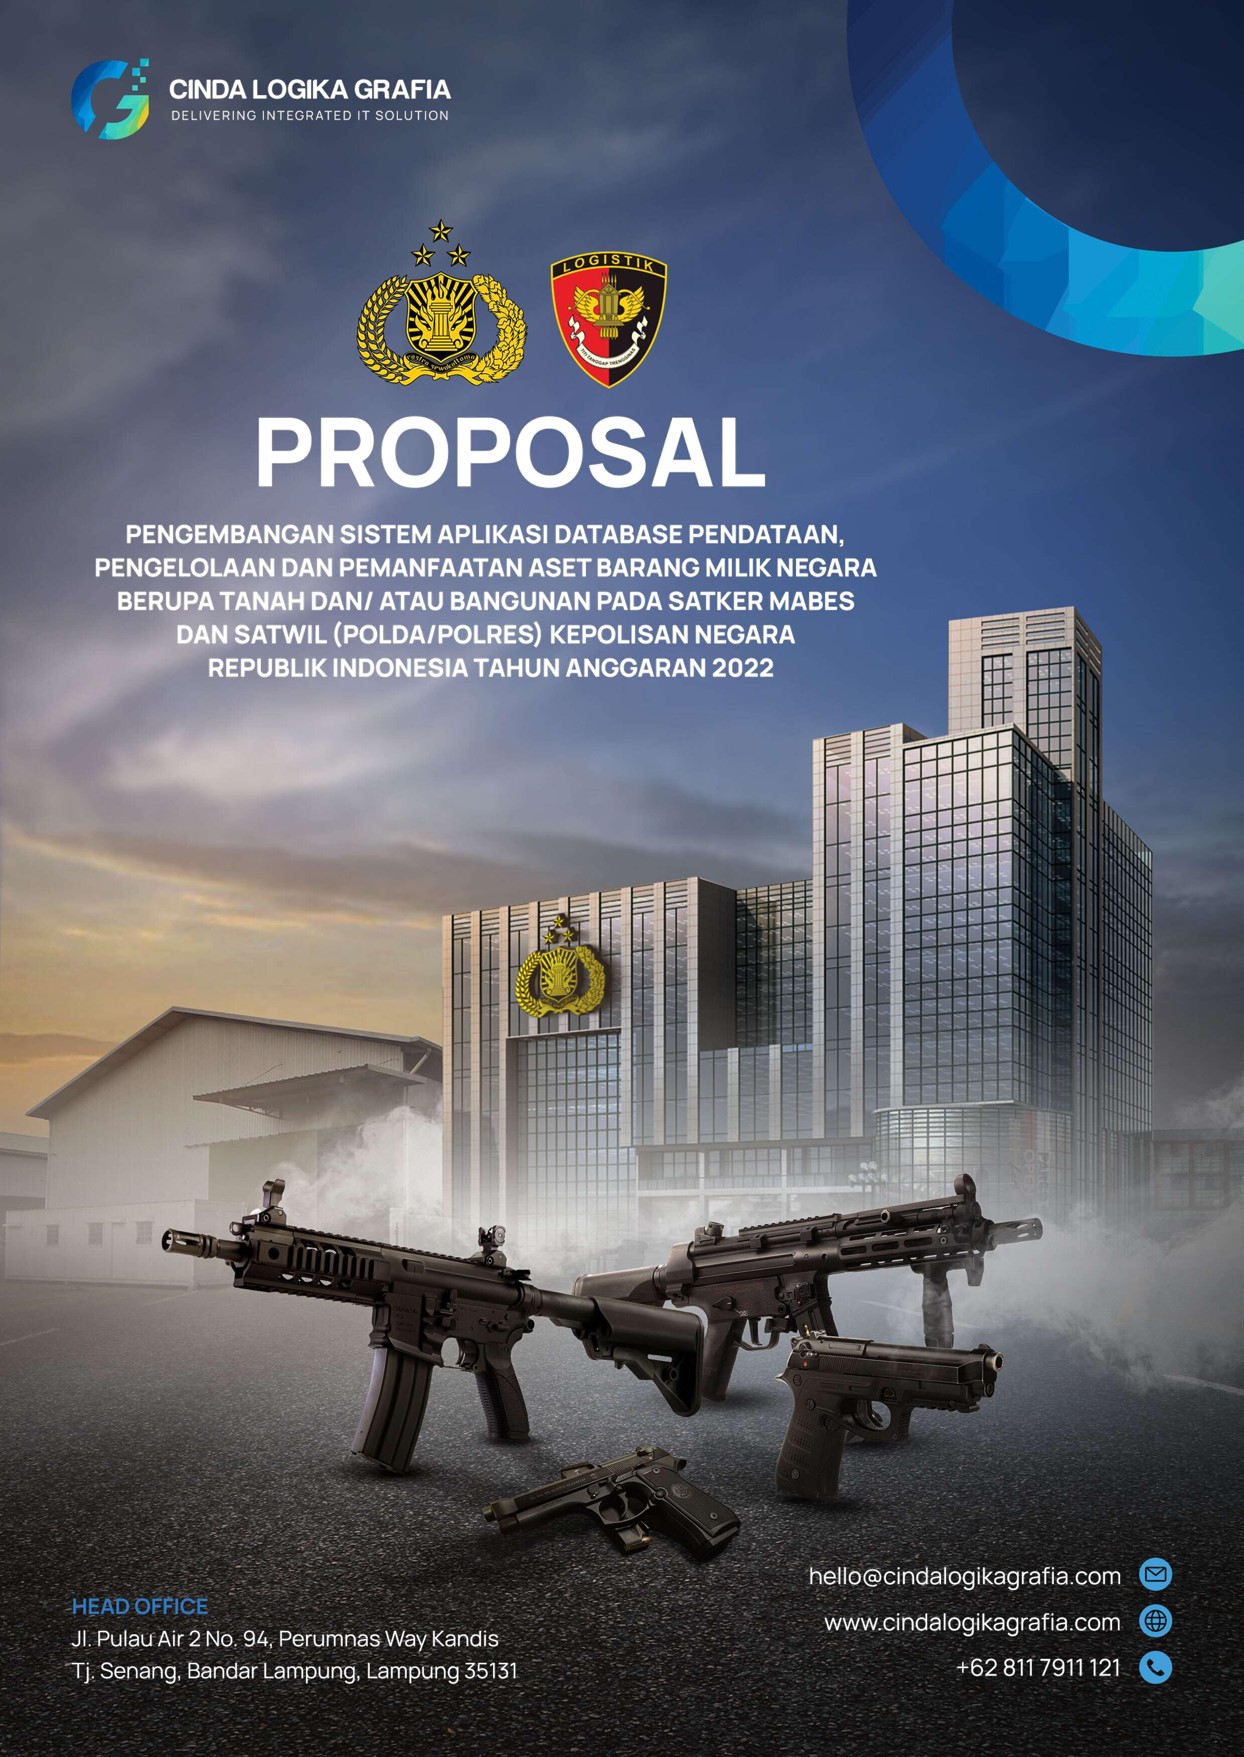 CINDA LOGIKA GRAFIA
DELIVERING INTEGRATED IT SOLUTION
LOGISTIK
PROPOSAL
PENGEMBANGAN SISTEM APLIKASI DATABASE PENDATAAN,
PENGELOLAAN DAN PEMANFAATAN ASET BARANG MILIK NEGARA
BERUPA TANAH DAN/ ATAU BANGUNAN PADA SATKER MABES
DAN SATWIL (POLDA/POLRES) KEPOLISAN NEGARA
REPUBLIK INDONESIA TAHUN ANGGARAN 2022
hello@cindalogikagrafia.com
www.cindalogikagrafia.com
+62 811 7911 121
HEAD OFFICE
Jl. Pulau Air 2 No. 94, Perumnas Way Kandis
Tj. Senang, Bandar Lampung, Lampung 35131